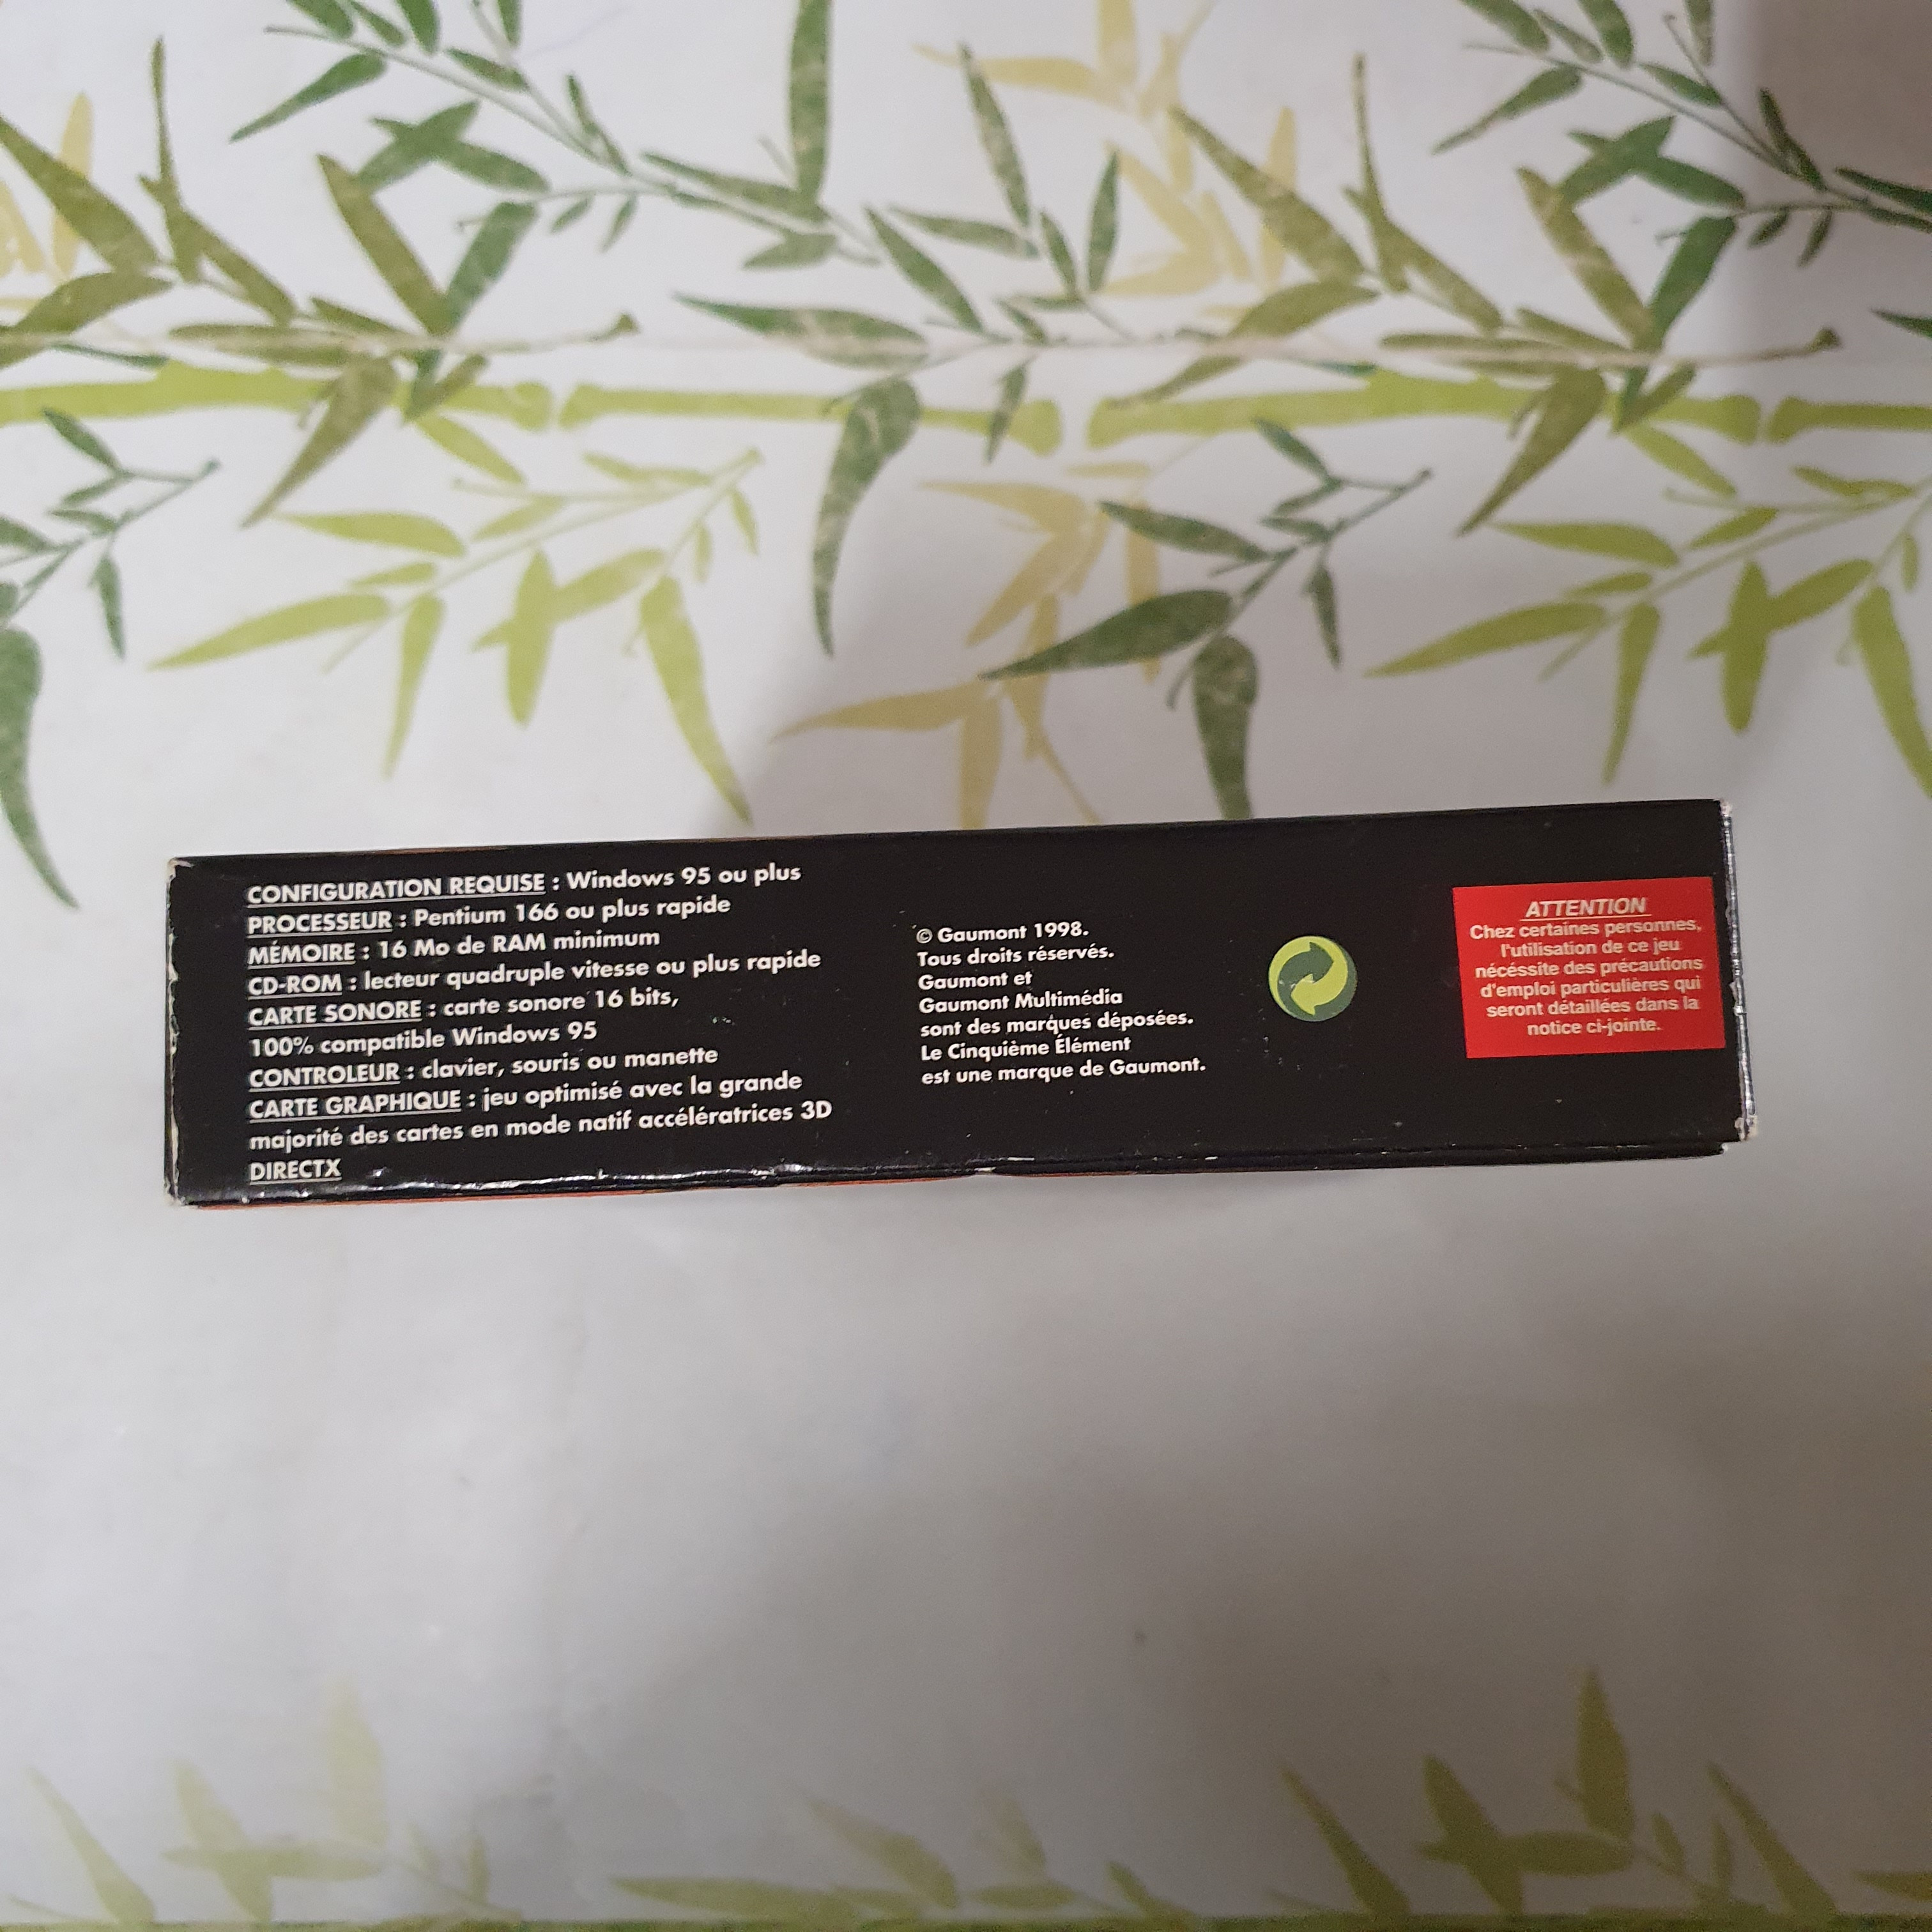 CONFIGURATION REQUISE : Windows 95 ou plus
PROCESSEUR : Pentium 166 ou plus rapide
MÉMOIRE : 16 Mo de RAM minimum
CD-ROM : lecteur quadruple vitesse ou plus rapide
CARTE SONORE : carte sonore 16 bits,
100% compatible Windows 95
CONTROLEUR : clavier, souris ou manette
CARTE GRAPHIQUE : jeu optimisé avec la grande
majorité des cartes en mode natif accélératrices 3D
DIRECTX
© Gaumont 1998.
Tous droits réservés.
Gaumont et
Gaumont Multimédia
sont des marques déposées.
Le Cinquième Élément
est une marque de Gaumont.
ATTENTION
Chez certaines personnes,
l'utilisation de ce jeu
nécéssite des précautions
d'emploi particulières qui
seront détaillées dans la
notice ci-jointe.